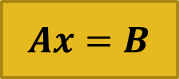 Ax = B